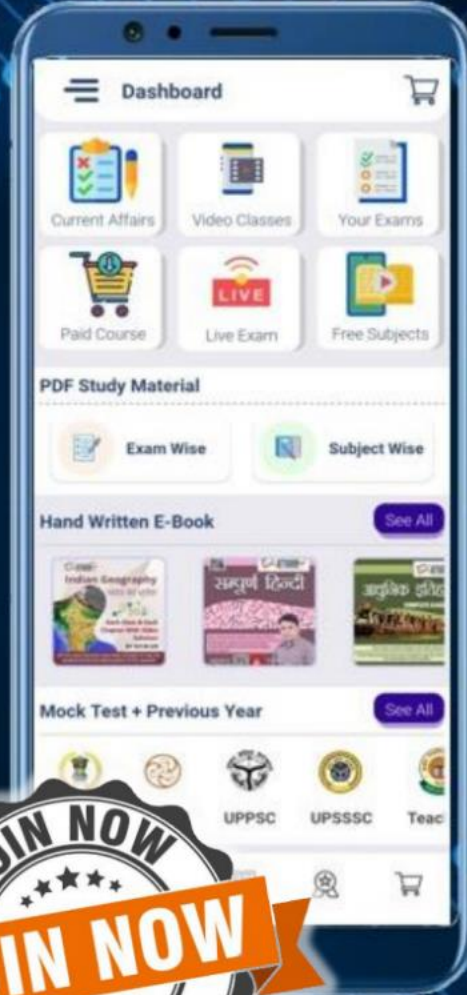 Dashboard
Current Affairs
Video Classes
Your Exams
LIVE
Paid Course
Live Exam
Free Subjects
PDF Study Material
Exam Wise
Subject Wise
Hand Written E-Book
See All
Indian Geography
सम्पूर्ण हिन्दी
Mock Test + Previous Year
See All
UPPSC
UPSSSC
Teac
IN NOW
IN NOW